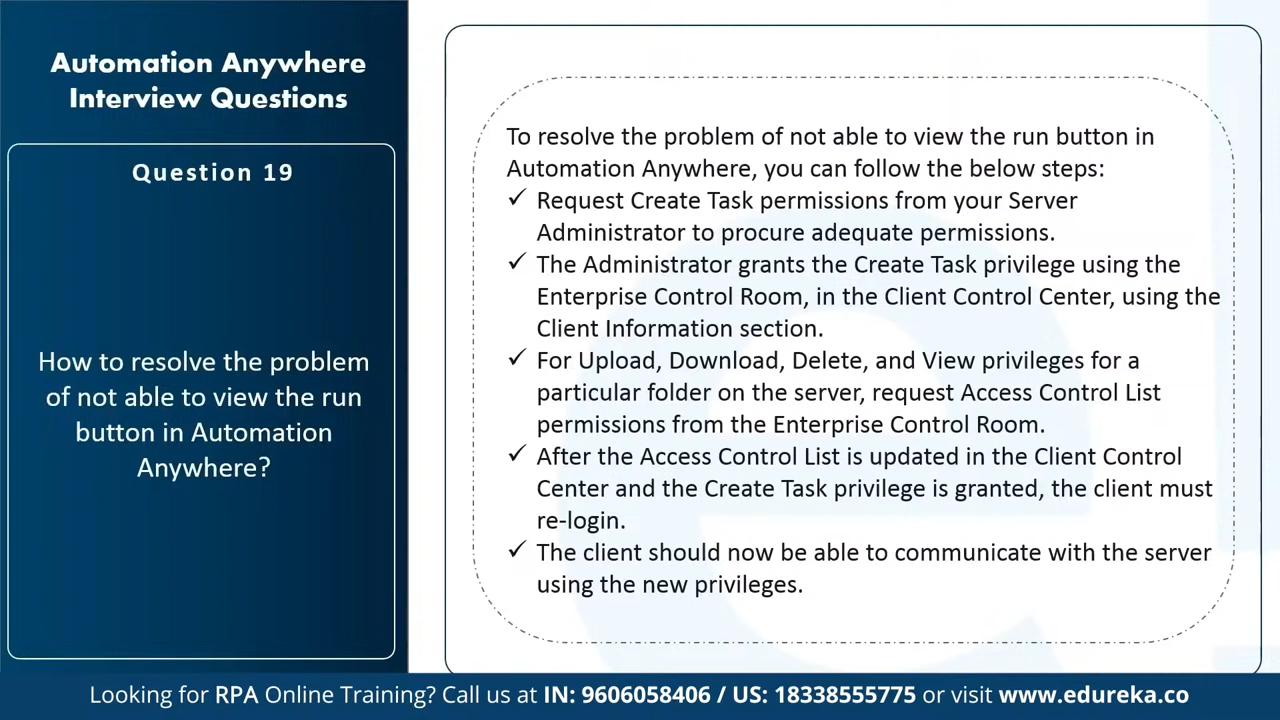 Automation Anywhere
Interview Questions
Question 19
How to resolve the problem
of not able to view the run
button in Automation
Anywhere?
To resolve the problem of not able to view the run button in
Automation Anywhere, you can follow the below steps:
✓ Request Create Task permissions from your Server
Administrator to procure adequate permissions.
✓ The Administrator grants the Create Task privilege using the
Enterprise Control Room, in the Client Control Center, using the
Client Information section.
✓ For Upload, Download, Delete, and View privileges for a
particular folder on the server, request Access Control List
permissions from the Enterprise Control Room.
✓ After the Access Control List is updated in the Client Control
Center and the Create Task privilege is granted, the client must
re-login.
✓ The client should now be able to communicate with the server
using the new privileges.
Looking for RPA Online Training? Call us at IN: 9606058406 / US: 18338555775 or visit www.edureka.co